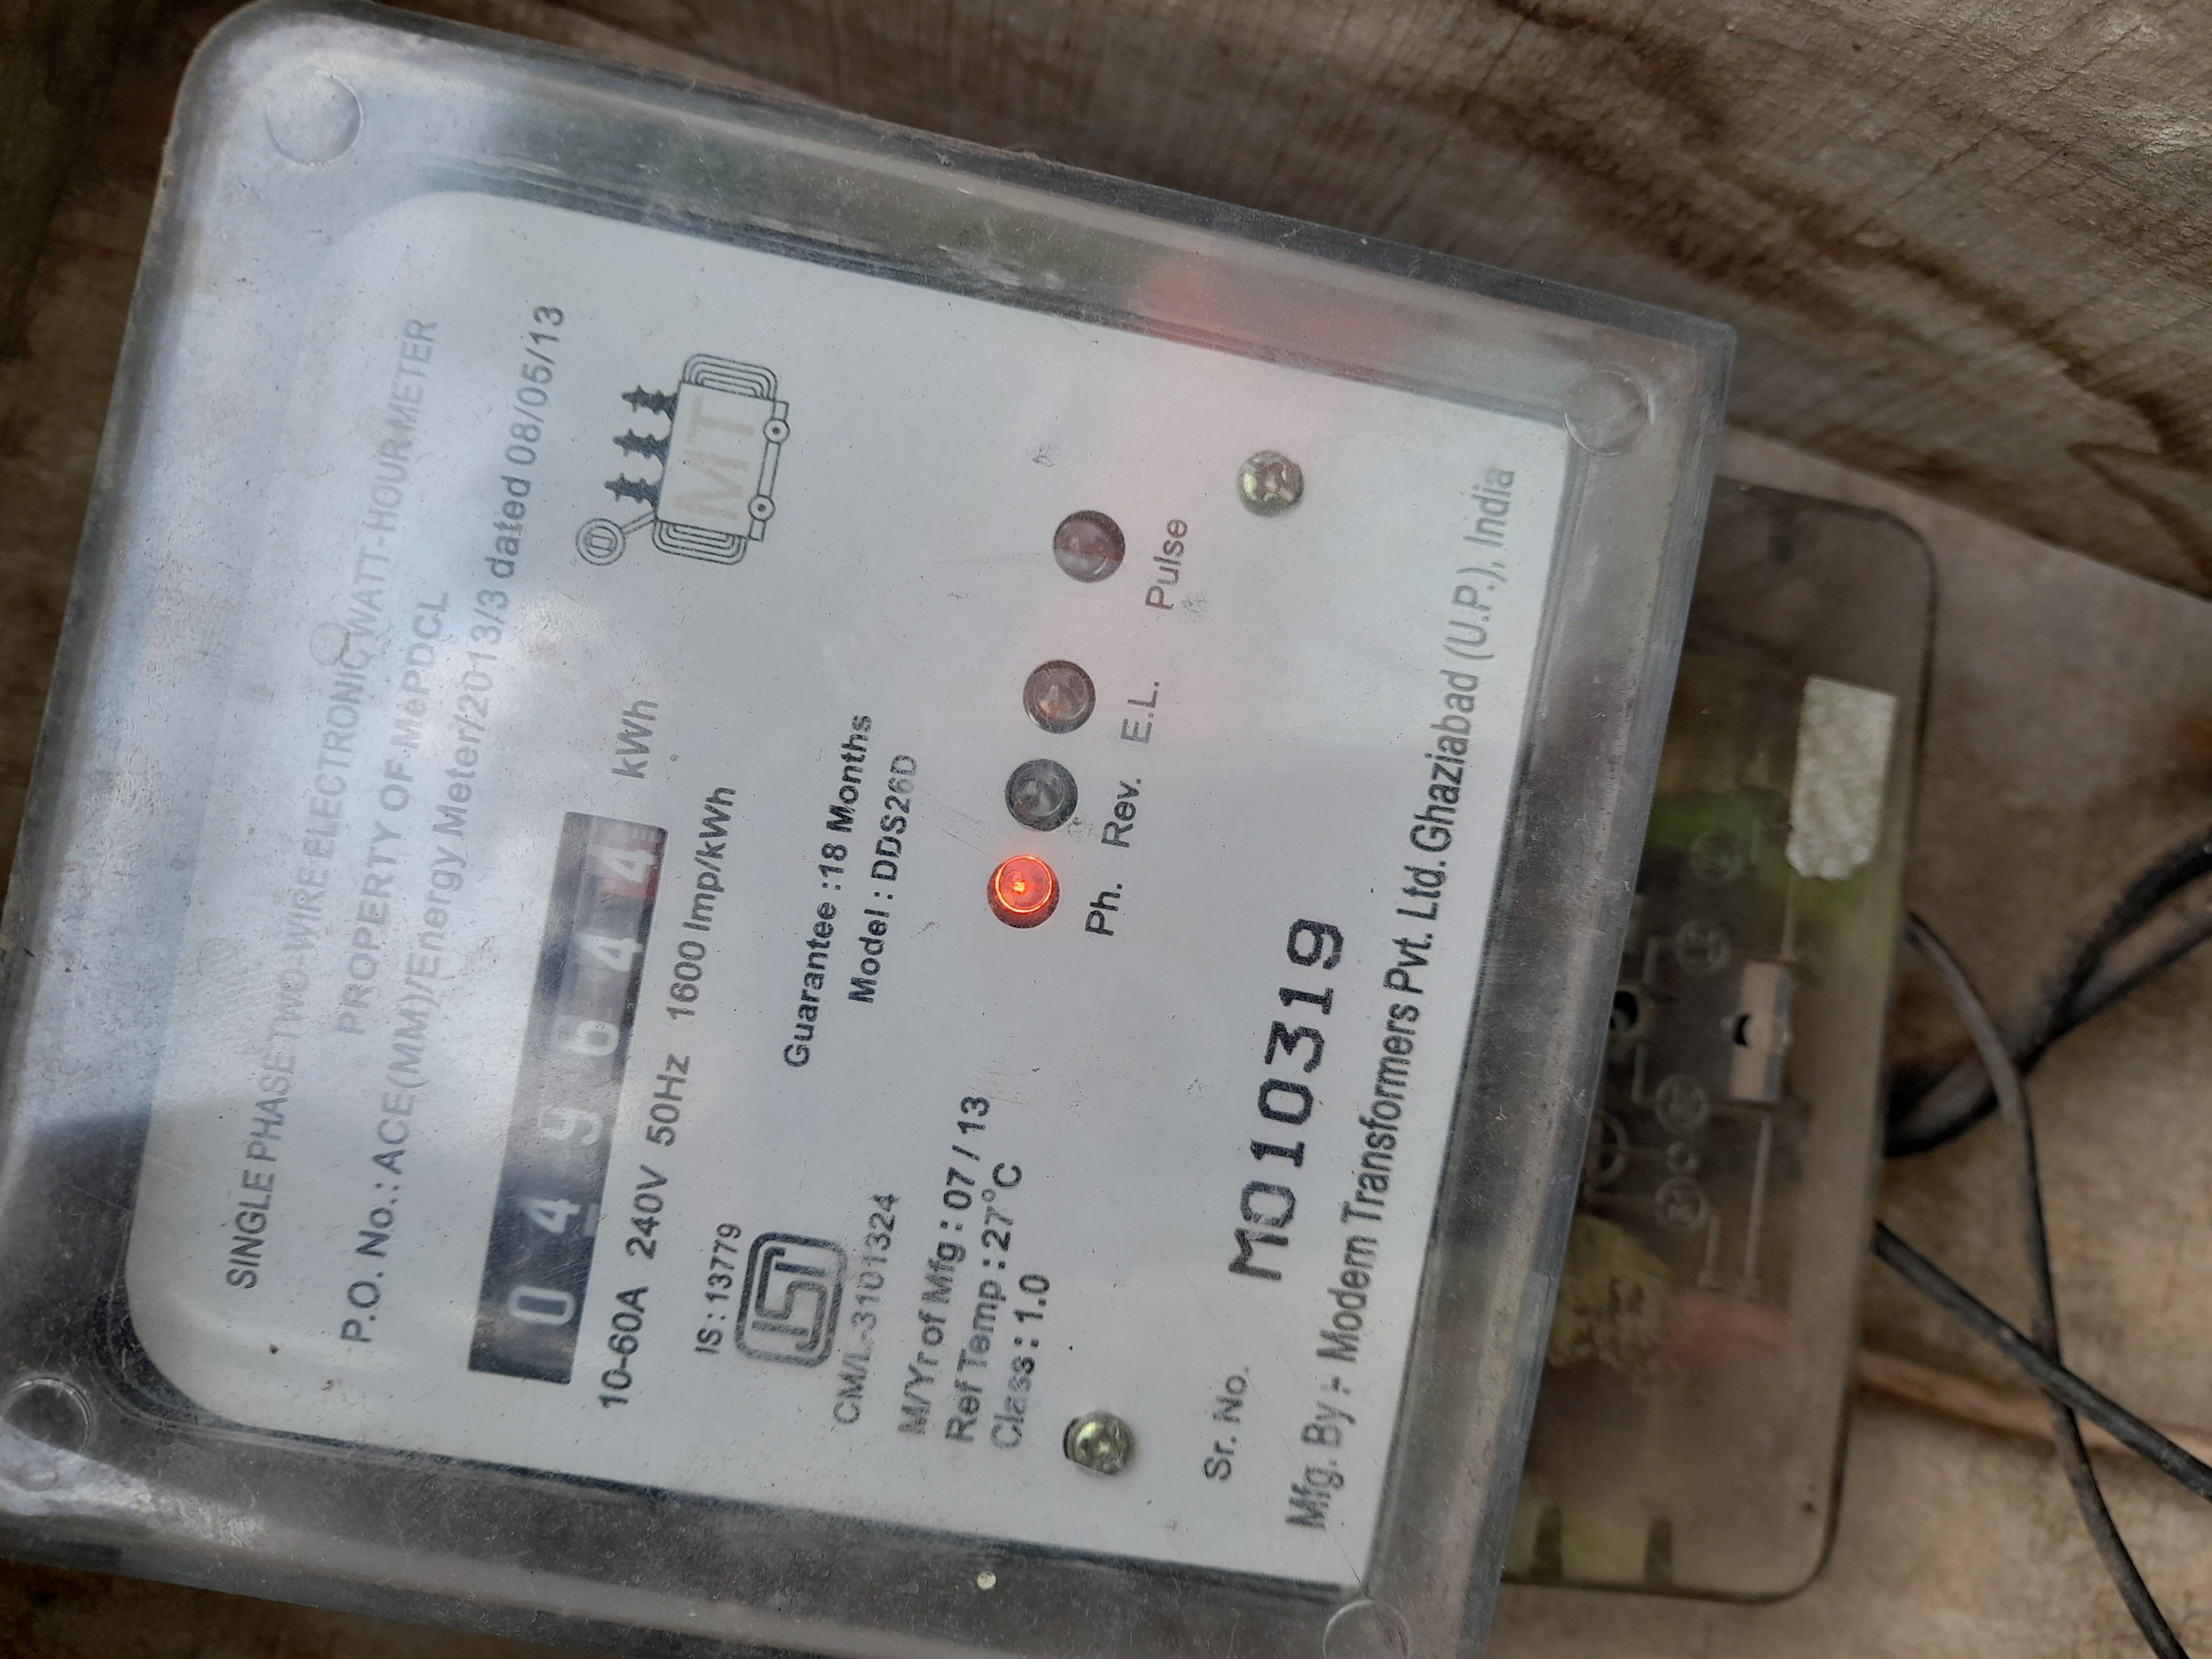 SINGLE PHASE TWO-WIRE ELECTRONIC WATT-HOUR METER
PROPERTY OF MePDCL
P.O. No.: ACE(MM)/Energy Meter/2013/3 dated 08/05/13
MT
0 4 9 6 4 4 kWh
10-60A 240V 50Hz 1600 Imp/kWh
IS : 13779
ISI
CM/L-3101324
Guarantee : 18 Months
Model : DDS26D
M/Yr of Mfg : 07 / 13
Ref Temp : 27°C
Class : 1.0
Ph. Rev. E.L. Pulse
Sr. No. M010319
Mfg. By :- Modern Transformers Pvt. Ltd. Ghaziabad (U.P.), India